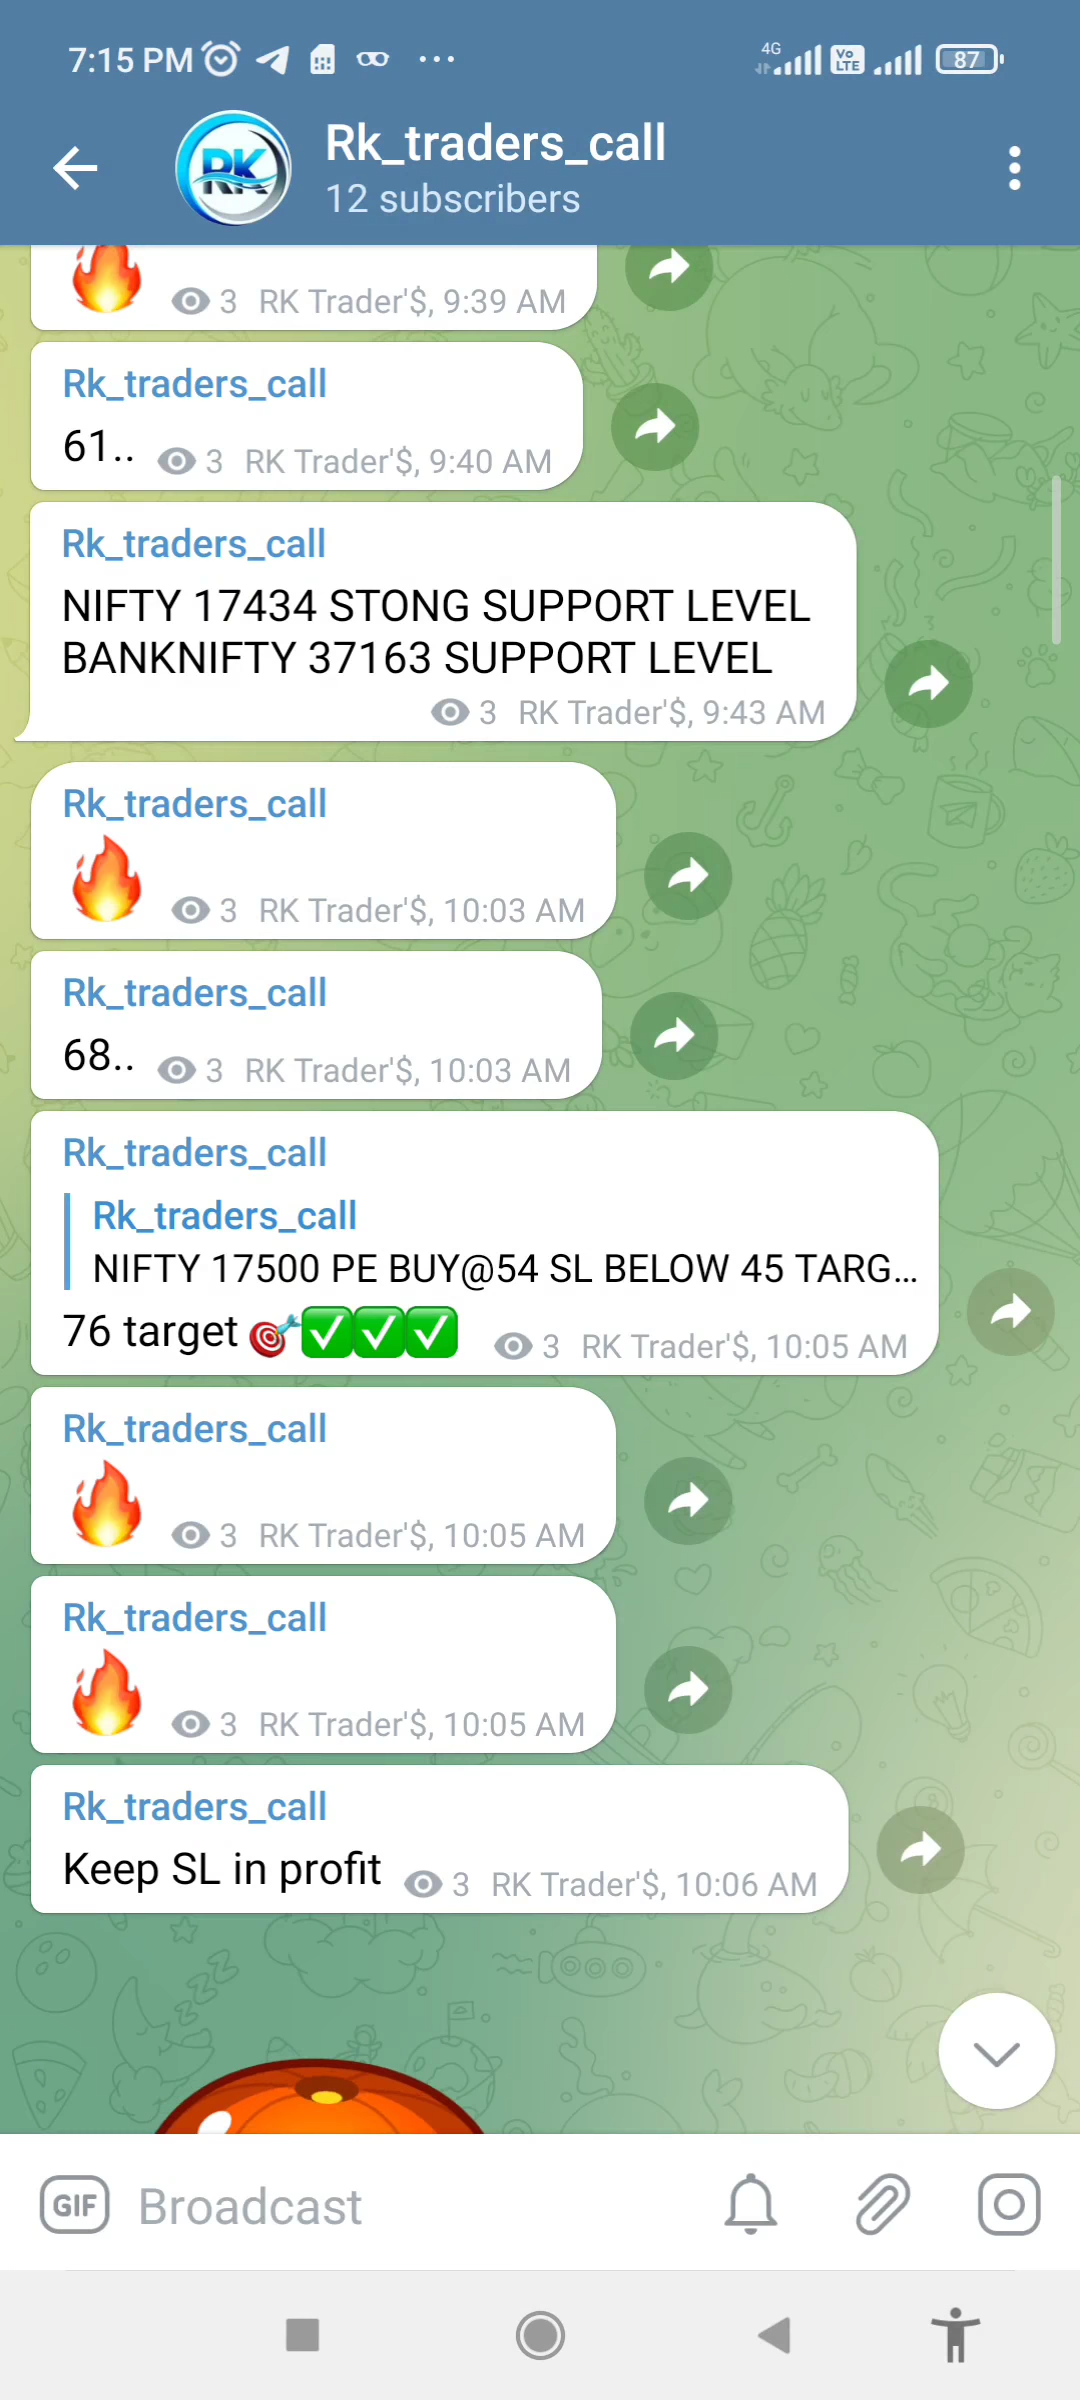 7:15 PM
4G
Vo
LTE
87
RK
Rk_traders_call
12 subscribers
3 RK Trader'$, 9:39 AM
Rk_traders_call
61.. 3 RK Trader'$, 9:40 AM
Rk_traders_call
NIFTY 17434 STONG SUPPORT LEVEL
BANKNIFTY 37163 SUPPORT LEVEL
3 RK Trader'$, 9:43 AM
Rk_traders_call
3 RK Trader'$, 10:03 AM
Rk_traders_call
68.. 3 RK Trader'$, 10:03 AM
Rk_traders_call
Rk_traders_call
NIFTY 17500 PE BUY@54 SL BELOW 45 TARG...
76 target 3 RK Trader'$, 10:05 AM
Rk_traders_call
3 RK Trader'$, 10:05 AM
Rk_traders_call
3 RK Trader'$, 10:05 AM
Rk_traders_call
Keep SL in profit 3 RK Trader'$, 10:06 AM
GIF Broadcast